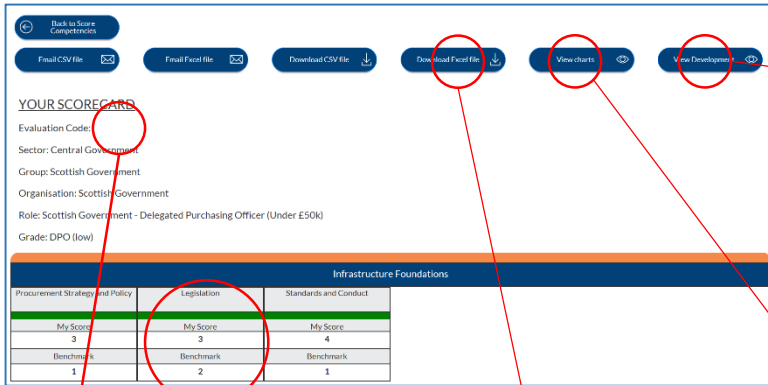 Back to Score
Competencies
Email CSV file
Email Excel file
Download CSV file
Download Excel file
View charts
View Development
YOUR SCORECARD
Evaluation Code:
Sector: Central Government
Group: Scottish Government
Organisation: Scottish Government
Role: Scottish Government - Delegated Purchasing Officer (Under £50k)
Grade: DPO (low)
Infrastructure Foundations
Procurement Strategy and Policy Legislation Standards and Conduct
My Score My Score My Score
3 3 4
Benchmark Benchmark Benchmark
1 2 1